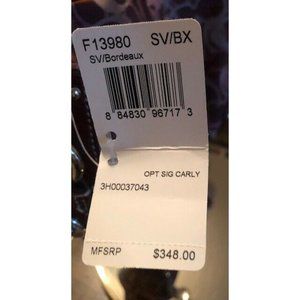 F13980 SV/BX
SV/Bordeaux
8 84830 96717 3
OPT SIG CARLY
3H00037043
MFSRP $348.00